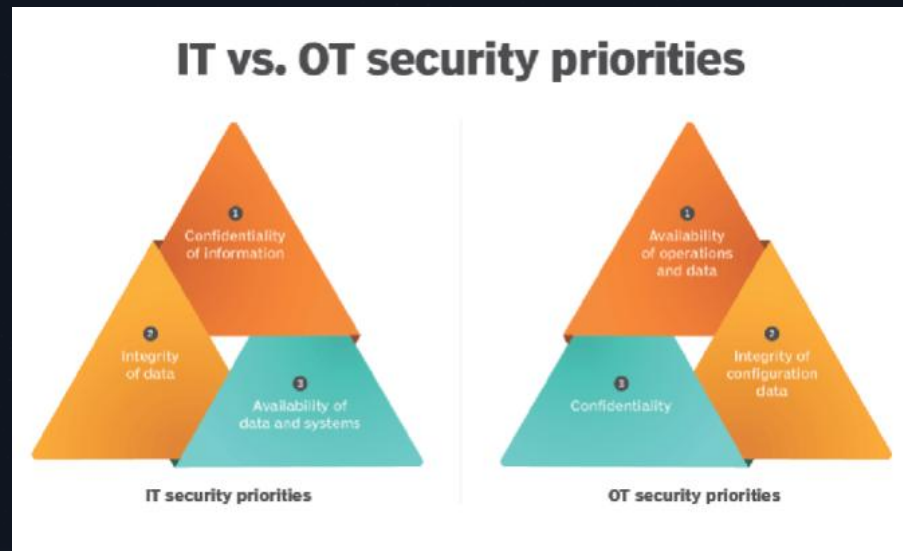 IT vs. OT security priorities
1
Confidentiality
of information
2
Integrity
of data
3
Availability of
data and systems
IT security priorities
1
Availability
of operations
and data
2
Integrity of
configuration
data
3
Confidentiality
OT security priorities